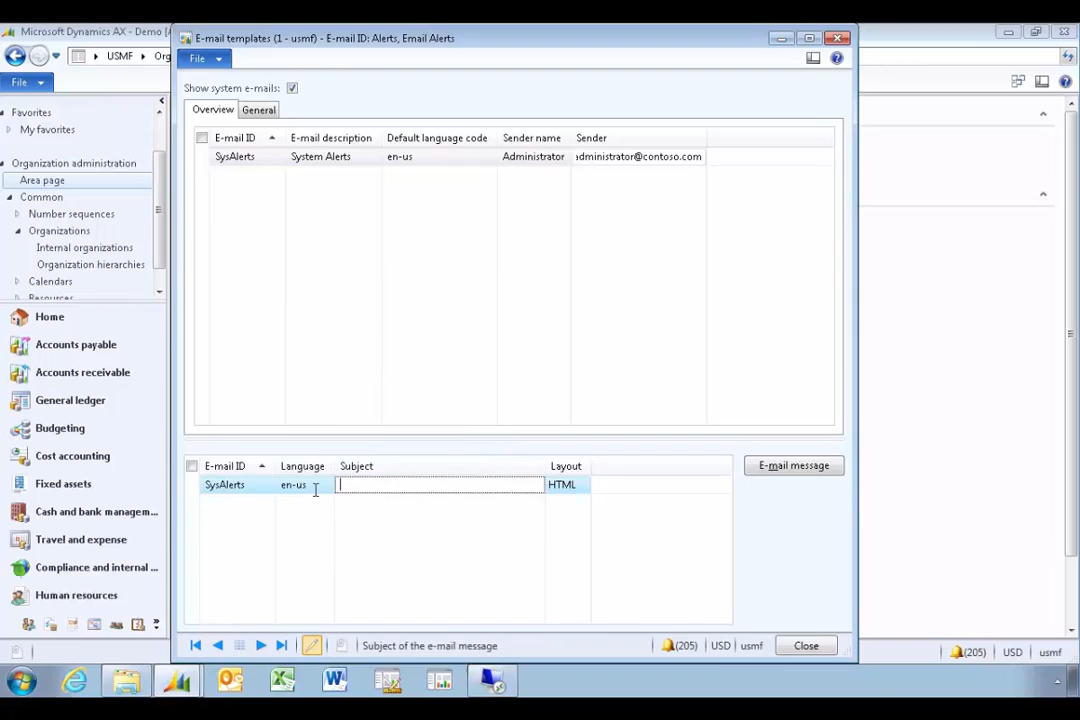 Microsoft Dynamics AX - Demo [A
E-mail templates (1 - usmf) - E-mail ID: Alerts, Email Alerts
USMF
Org
File
File
Show system e-mails:
Overview
General
E-mail ID
E-mail description
Default language code
Sender name
Sender
SysAlerts
System Alerts
en-us
Administrator
dministrator@contoso.com
E-mail ID
Language
Subject
Layout
E-mail message
SysAlerts
en-us
HTML
Favorites
My favorites
Organization administration
Area page
Common
Number sequences
Organizations
Internal organizations
Organization hierarchies
Calendars
Resources
Home
Accounts payable
Accounts receivable
General ledger
Budgeting
Cost accounting
Fixed assets
Cash and bank managem...
Travel and expense
Compliance and internal ...
Human resources
Subject of the e-mail message
(205)
USD
usmf
Close
(205)
USD
usmf